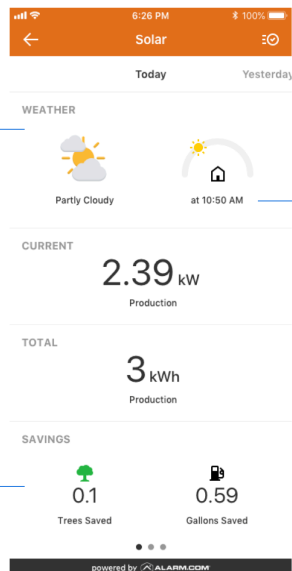 6:26 PM
100%
Solar
Today Yesterday
WEATHER
Partly Cloudy at 10:50 AM
CURRENT
2.39 kW
Production
TOTAL
3 kWh
Production
SAVINGS
0.1 0.59
Trees Saved Gallons Saved
powered by ALARM.COM